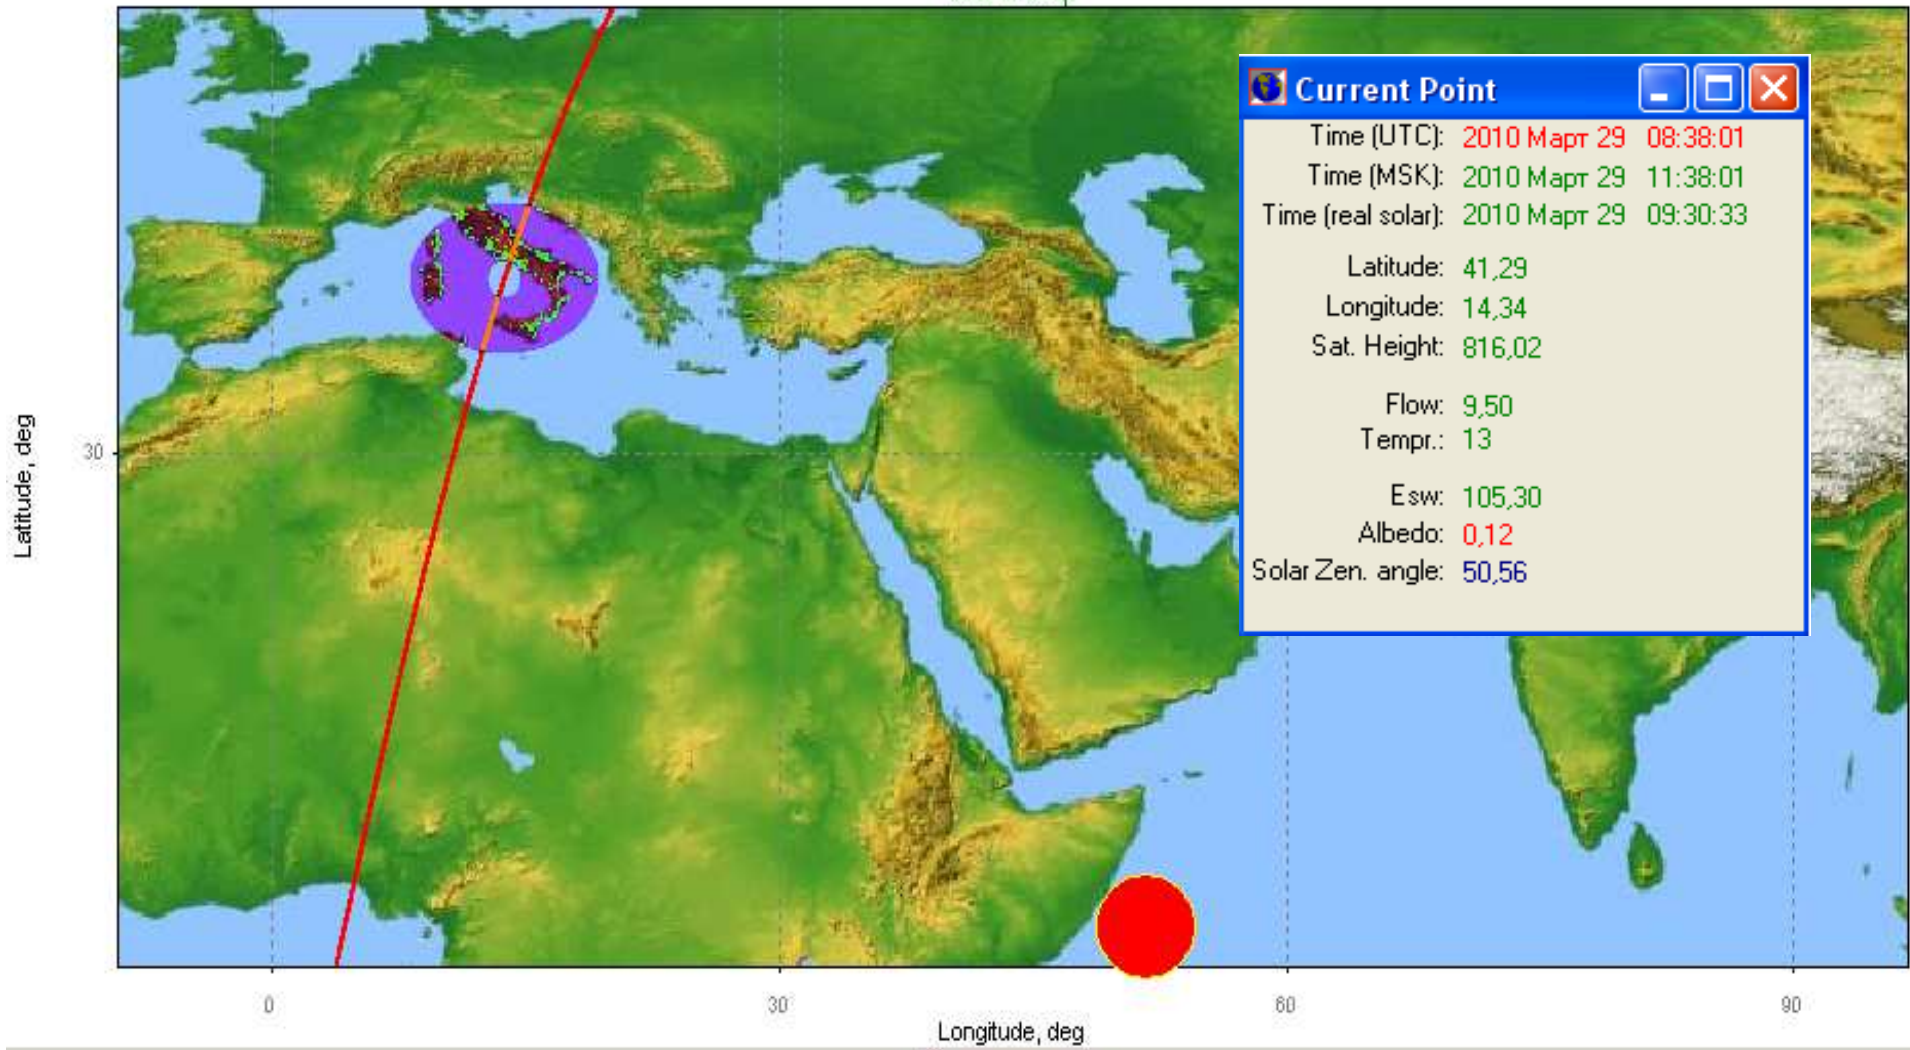 Current Point
Time (UTC): 2010 Март 29 08:38:01
Time (MSK): 2010 Март 29 11:38:01
Time (real solar): 2010 Март 29 09:30:33
Latitude: 41,29
Longitude: 14,34
Sat. Height: 816,02
Flow: 9,50
Tempr.: 13
Esw: 105,30
Albedo: 0,12
Solar Zen. angle: 50,56
Latitude, deg
30
0 30 60 90
Longitude, deg